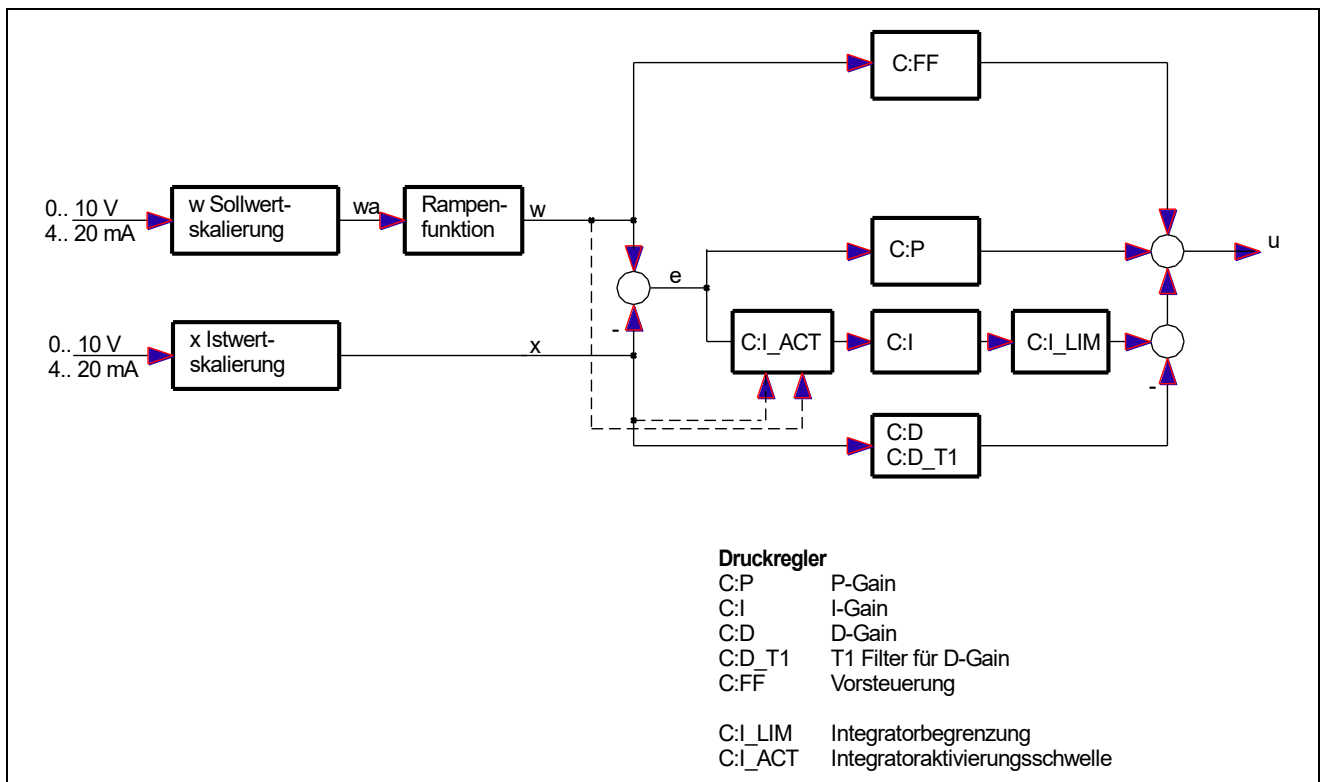 C:FF
0.. 10 V
4.. 20 mA
w Sollwert-
skalierung
wa
Rampen-
funktion
w
C:P
u
e
-
0.. 10 V
4.. 20 mA
x Istwert-
skalierung
x
C:I_ACT
C:I
C:I_LIM
-
C:D
C:D_T1
Druckregler
C:P P-Gain
C:I I-Gain
C:D D-Gain
C:D_T1 T1 Filter für D-Gain
C:FF Vorsteuerung
C:I_LIM Integratorbegrenzung
C:I_ACT Integratoraktivierungsschwelle